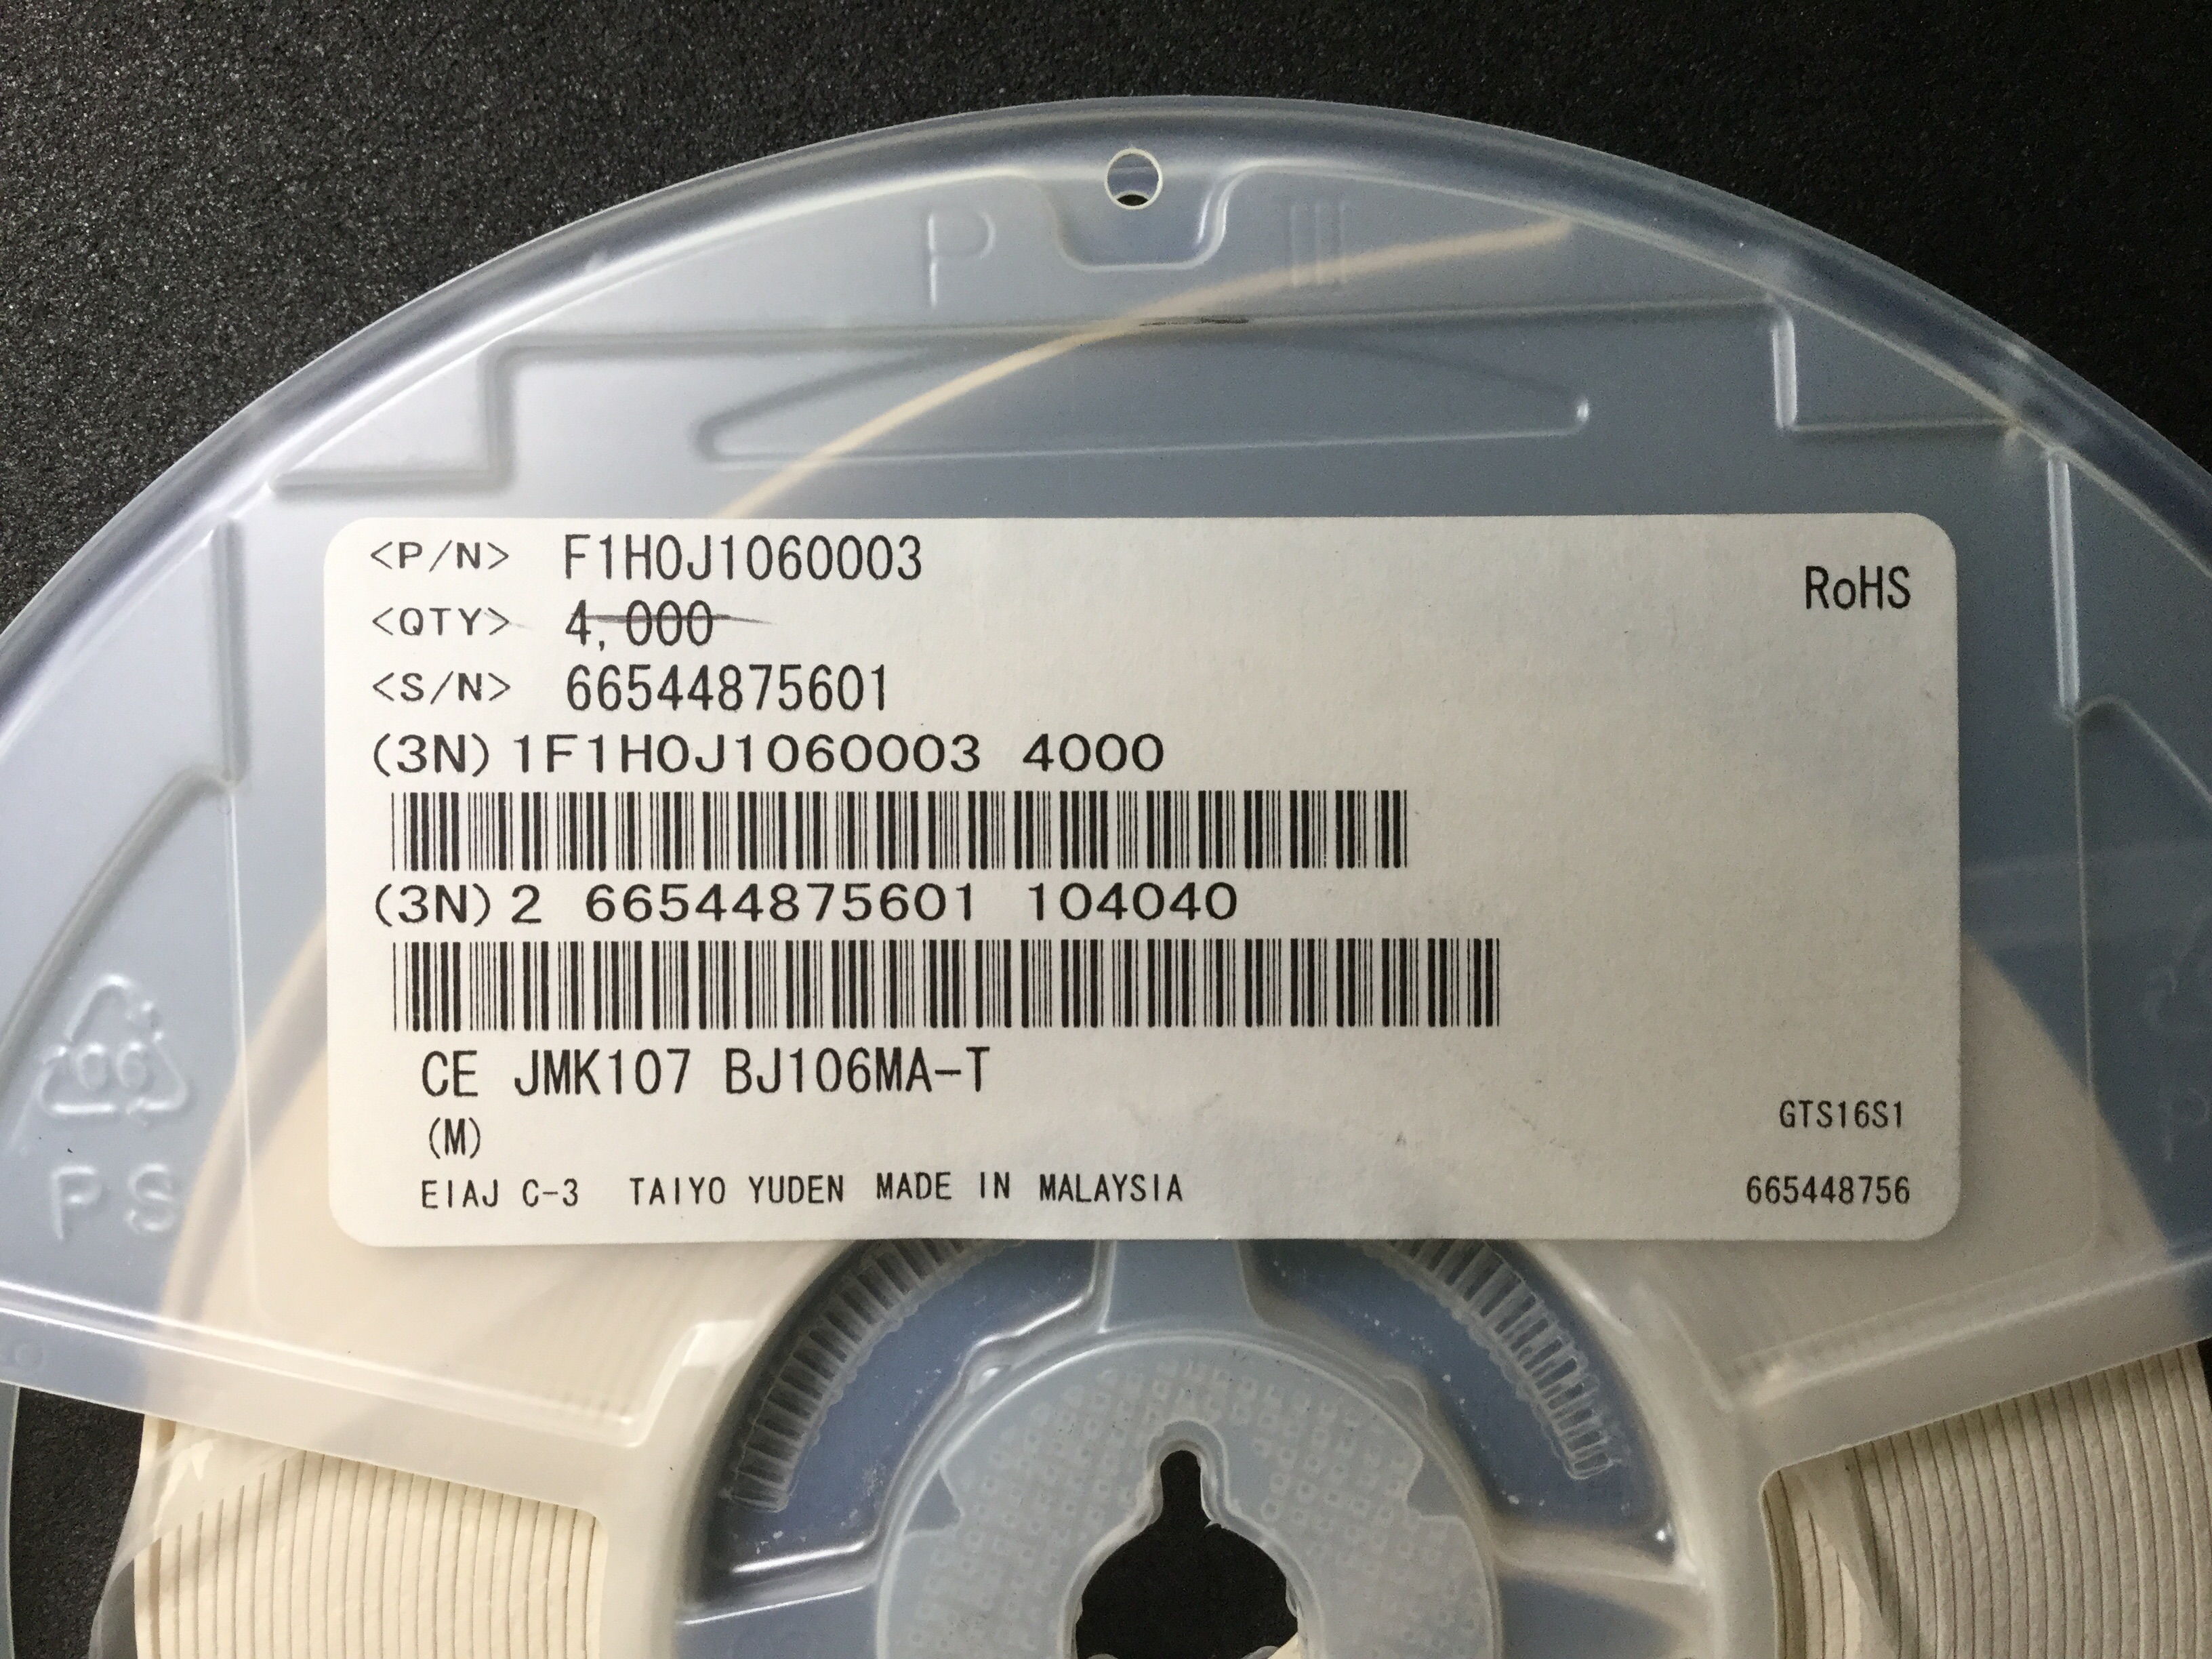 P III
<P/N> F1H0J1060003
RoHS
<QTY> 4,000
<S/N> 66544875601
(3N)1F1H0J1060003 4000
(3N)2 66544875601 104040
CE JMK107 BJ106MA-T
(M)
GTS16S1
EIAJ C-3 TAIYO YUDEN MADE IN MALAYSIA
665448756
06
PS